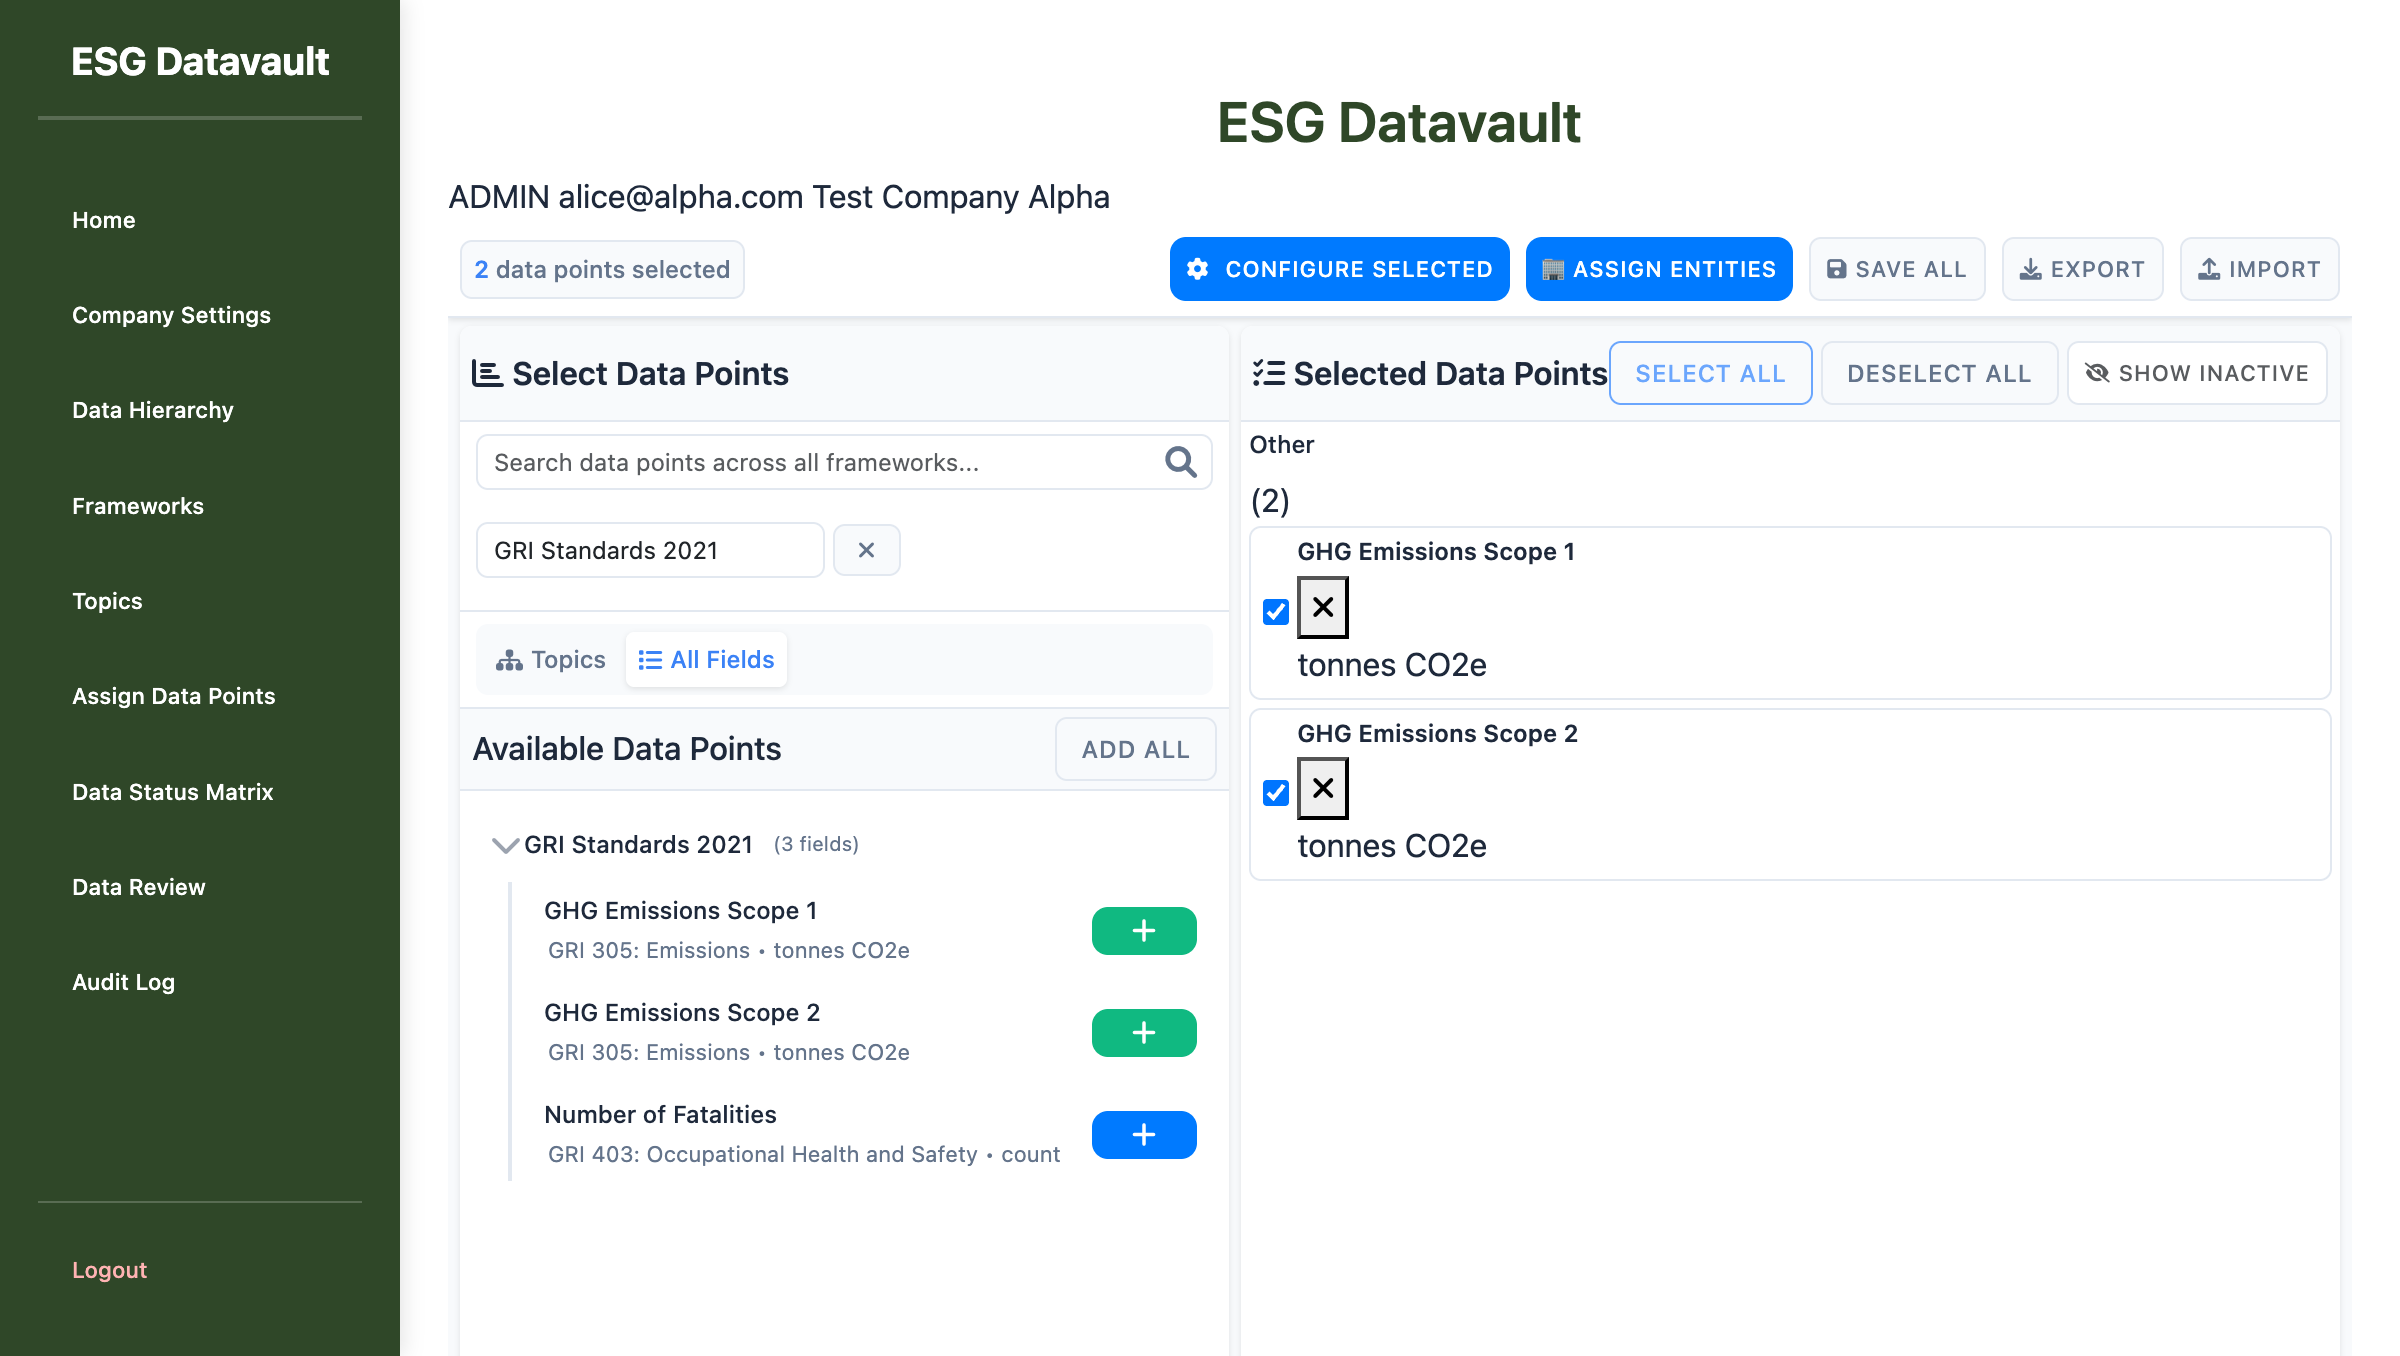 ESG Datavault
Home
Company Settings
Data Hierarchy
Frameworks
Topics
Assign Data Points
Data Status Matrix
Data Review
Audit Log
Logout
ESG Datavault
ADMIN alice@alpha.com Test Company Alpha
2 data points selected
CONFIGURE SELECTED
ASSIGN ENTITIES
SAVE ALL
EXPORT
IMPORT
Select Data Points
Search data points across all frameworks...
GRI Standards 2021
Topics
All Fields
Available Data Points
ADD ALL
GRI Standards 2021 (3 fields)
GHG Emissions Scope 1
GRI 305: Emissions • tonnes CO2e
GHG Emissions Scope 2
GRI 305: Emissions • tonnes CO2e
Number of Fatalities
GRI 403: Occupational Health and Safety • count
Selected Data Points
SELECT ALL
DESELECT ALL
SHOW INACTIVE
Other
(2)
GHG Emissions Scope 1
tonnes CO2e
GHG Emissions Scope 2
tonnes CO2e